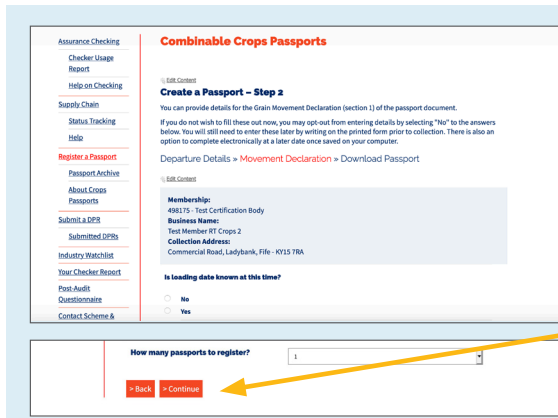 Assurance Checking
Checker Usage
Report
Help on Checking
Supply Chain
Status Tracking
Help
Register a Passport
Passport Archive
About Crops
Passports
Submit a DPR
Submitted DPRs
Industry Watchlist
Your Checker Report
Post-Audit
Questionnaire
Contact Scheme &
Combinable Crops Passports
Edit Content
Create a Passport – Step 2
You can provide details for the Grain Movement Declaration (section 1) of the passport document.
If you do not wish to fill these out now, you may opt-out from entering details by selecting "No" to the answers
below. You will still need to enter these later by writing on the printed form prior to collection. There is also an
option to complete electronically at a later date once saved on your computer.
Departure Details » Movement Declaration » Download Passport
Edit Content
Membership:
498175 - Test Certification Body
Business Name:
Test Member RT Crops 2
Collection Address:
Commercial Road, Ladybank, Fife - KY15 7RA
Is loading date known at this time?
No
Yes
How many passports to register?
1
> Back
> Continue